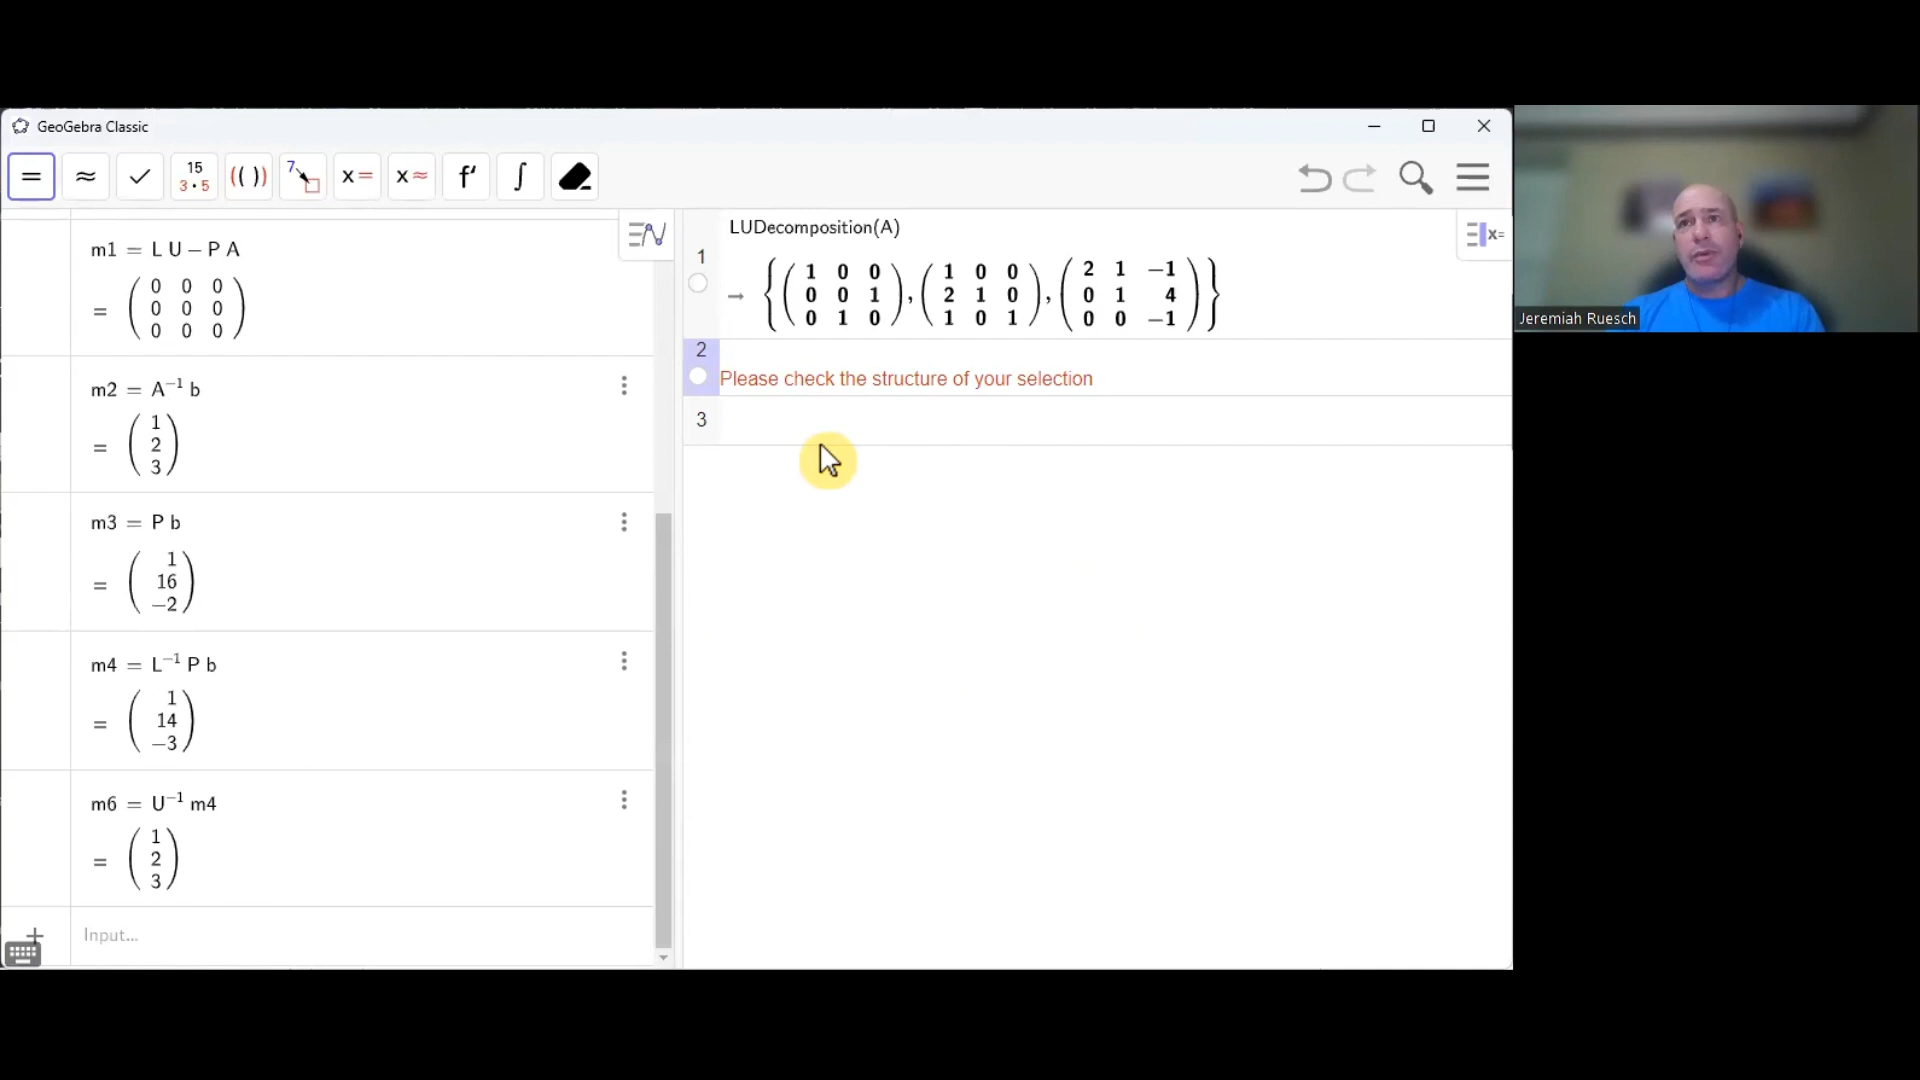 GeoGebra Classic
= ≈ ✓ 15 3 • 5 (( )) 7 x = x ≈ f′ ∫
m1 = L U − P A
= ( 0 0 0
0 0 0
0 0 0 )
m2 = A⁻¹ b
= ( 1
2
3 )
m3 = P b
= ( 1
16
−2 )
m4 = L⁻¹ P b
= ( 1
14
−3 )
m6 = U⁻¹ m4
= ( 1
2
3 )
+ Input...
x=
LUDecomposition(A)
1
→ { ( 1 0 0 , ( 1 0 0 , ( 2 1 −1
0 0 1 2 1 0 0 1 4
0 1 0 ) 1 0 1 ) 0 0 −1 ) }
2
Please check the structure of your selection
3
Jeremiah Ruesch